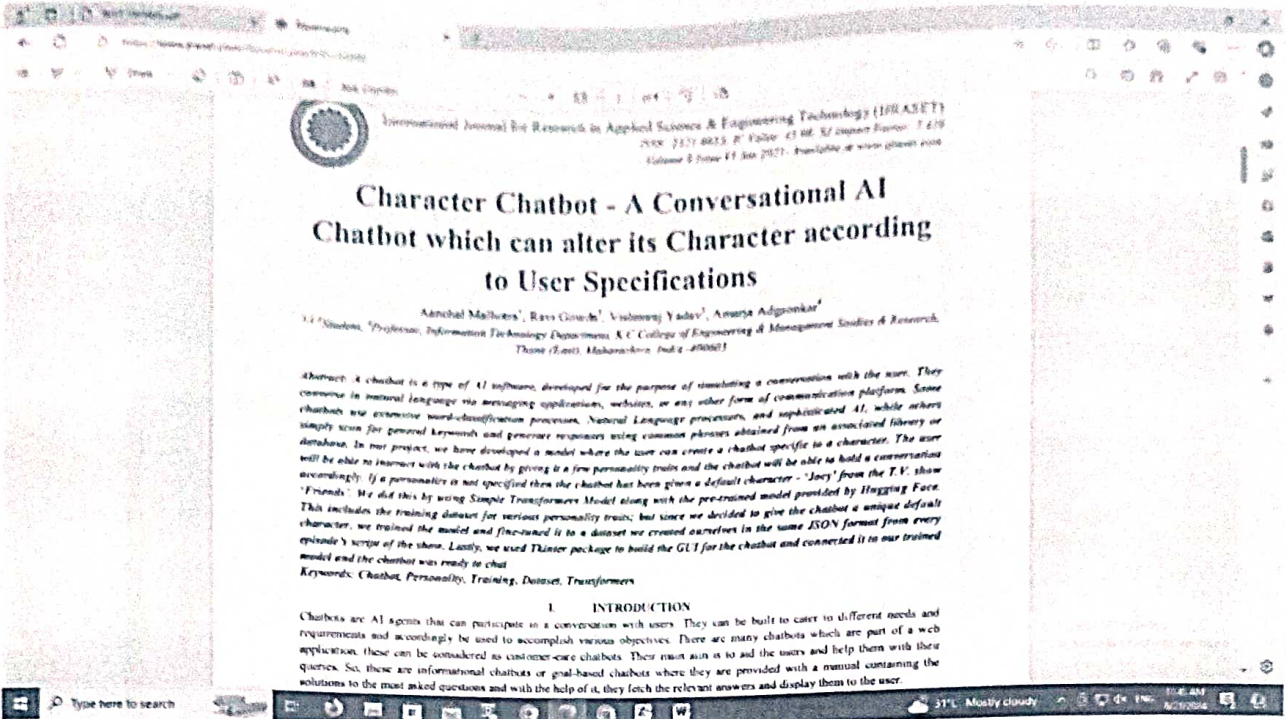 International Journal for Research in Applied Science & Engineering Technology (IJRASET)
Character Chatbot - A Conversational AI
Chatbot which can alter its Character according
to User Specifications
Student, Professor, Information Technology Department, K C College of Engineering & Management Studies & Research,
Thane (East), Maharashtra, India -400603
Abstract: A chatbot is a type of AI software, developed for the purpose of simulating a conversation with the user. They
converse in natural language via messaging applications, websites, or any other form of communication platform. Some
chatbots use extensive word-classification processes, Natural Language processors, and sophisticated AI, while others
simply scan for general keywords and generate responses using common phrases obtained from an associated library or
database. In our project, we have developed a model where the user can create a chatbot specific to a character. The user
will be able to interact with the chatbot by giving it a few personality traits and the chatbot will be able to hold a conversation
accordingly. If a personality is not specified then the chatbot has been given a default character - 'Joey' from the T.V. show
'Friends'. We did this by using Simple Transformers Model along with the pre-trained model provided by Hugging Face.
This includes the training dataset for various personality traits; but since we decided to give the chatbot a unique default
character, we trained the model and fine-tuned it to a dataset we created ourselves in the same JSON format from every
episode's script of the show. Lastly, we used Tkinter package to build the GUI for the chatbot and connected it to our trained
model and the chatbot was ready to chat
Keywords: Chatbot, Personality, Training, Dataset, Transformers
I. INTRODUCTION
Chatbots are AI agents that can participate in a conversation with users. They can be built to cater to different needs and
requirements and accordingly be used to accomplish various objectives. There are many chatbots which are part of a web
application, these can be considered as customer-care chatbots. Their main aim is to aid the users and help them with their
queries. So, these are informational chatbots or goal-based chatbots where they are provided with a manual containing the
solutions to the most asked questions and with the help of it, they fetch the relevant answers and display them to the user.
Type here to search
31°C Mostly cloudy
ENG